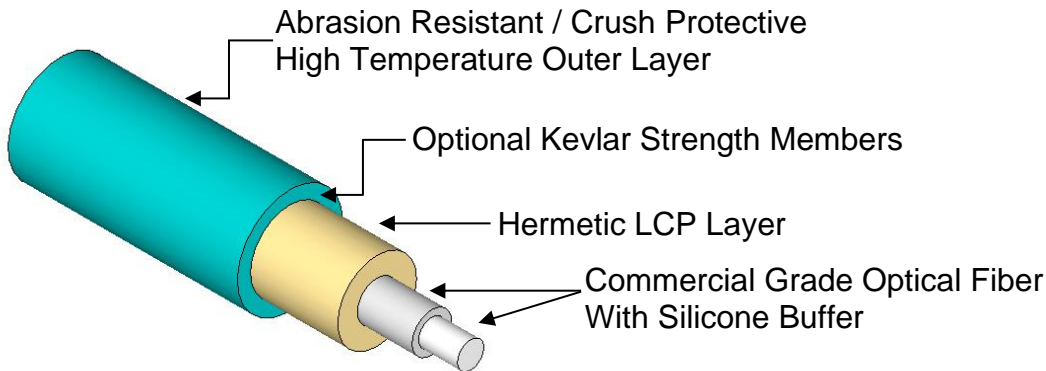 Abrasion Resistant / Crush Protective
High Temperature Outer Layer
Optional Kevlar Strength Members
Hermetic LCP Layer
Commercial Grade Optical Fiber
With Silicone Buffer